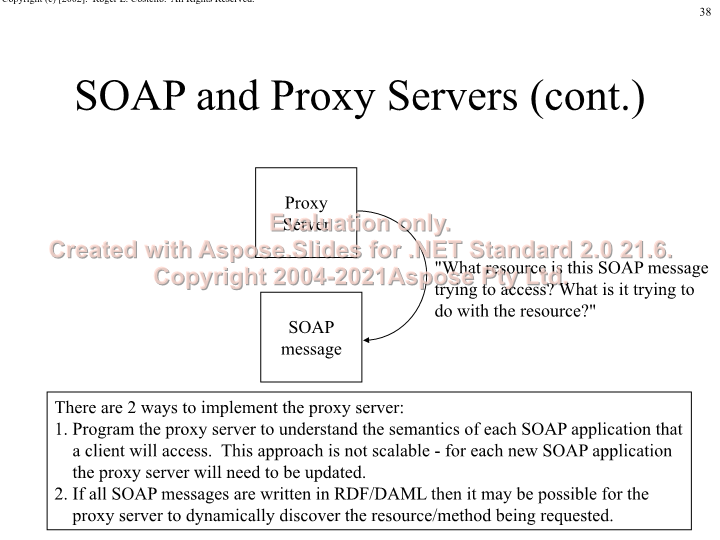 Copyright (c) [2002]. Roger L. Costello. All Rights Reserved.
38
SOAP and Proxy Servers (cont.)
Proxy
Server
Evaluation only.
Created with Aspose.Slides for .NET Standard 2.0 21.6.
Copyright 2004-2021Aspose Pty Ltd.
"What resource is this SOAP message
trying to access? What is it trying to
do with the resource?"
SOAP
message
There are 2 ways to implement the proxy server:
1. Program the proxy server to understand the semantics of each SOAP application that
a client will access.  This approach is not scalable - for each new SOAP application
the proxy server will need to be updated.
2. If all SOAP messages are written in RDF/DAML then it may be possible for the
proxy server to dynamically discover the resource/method being requested.